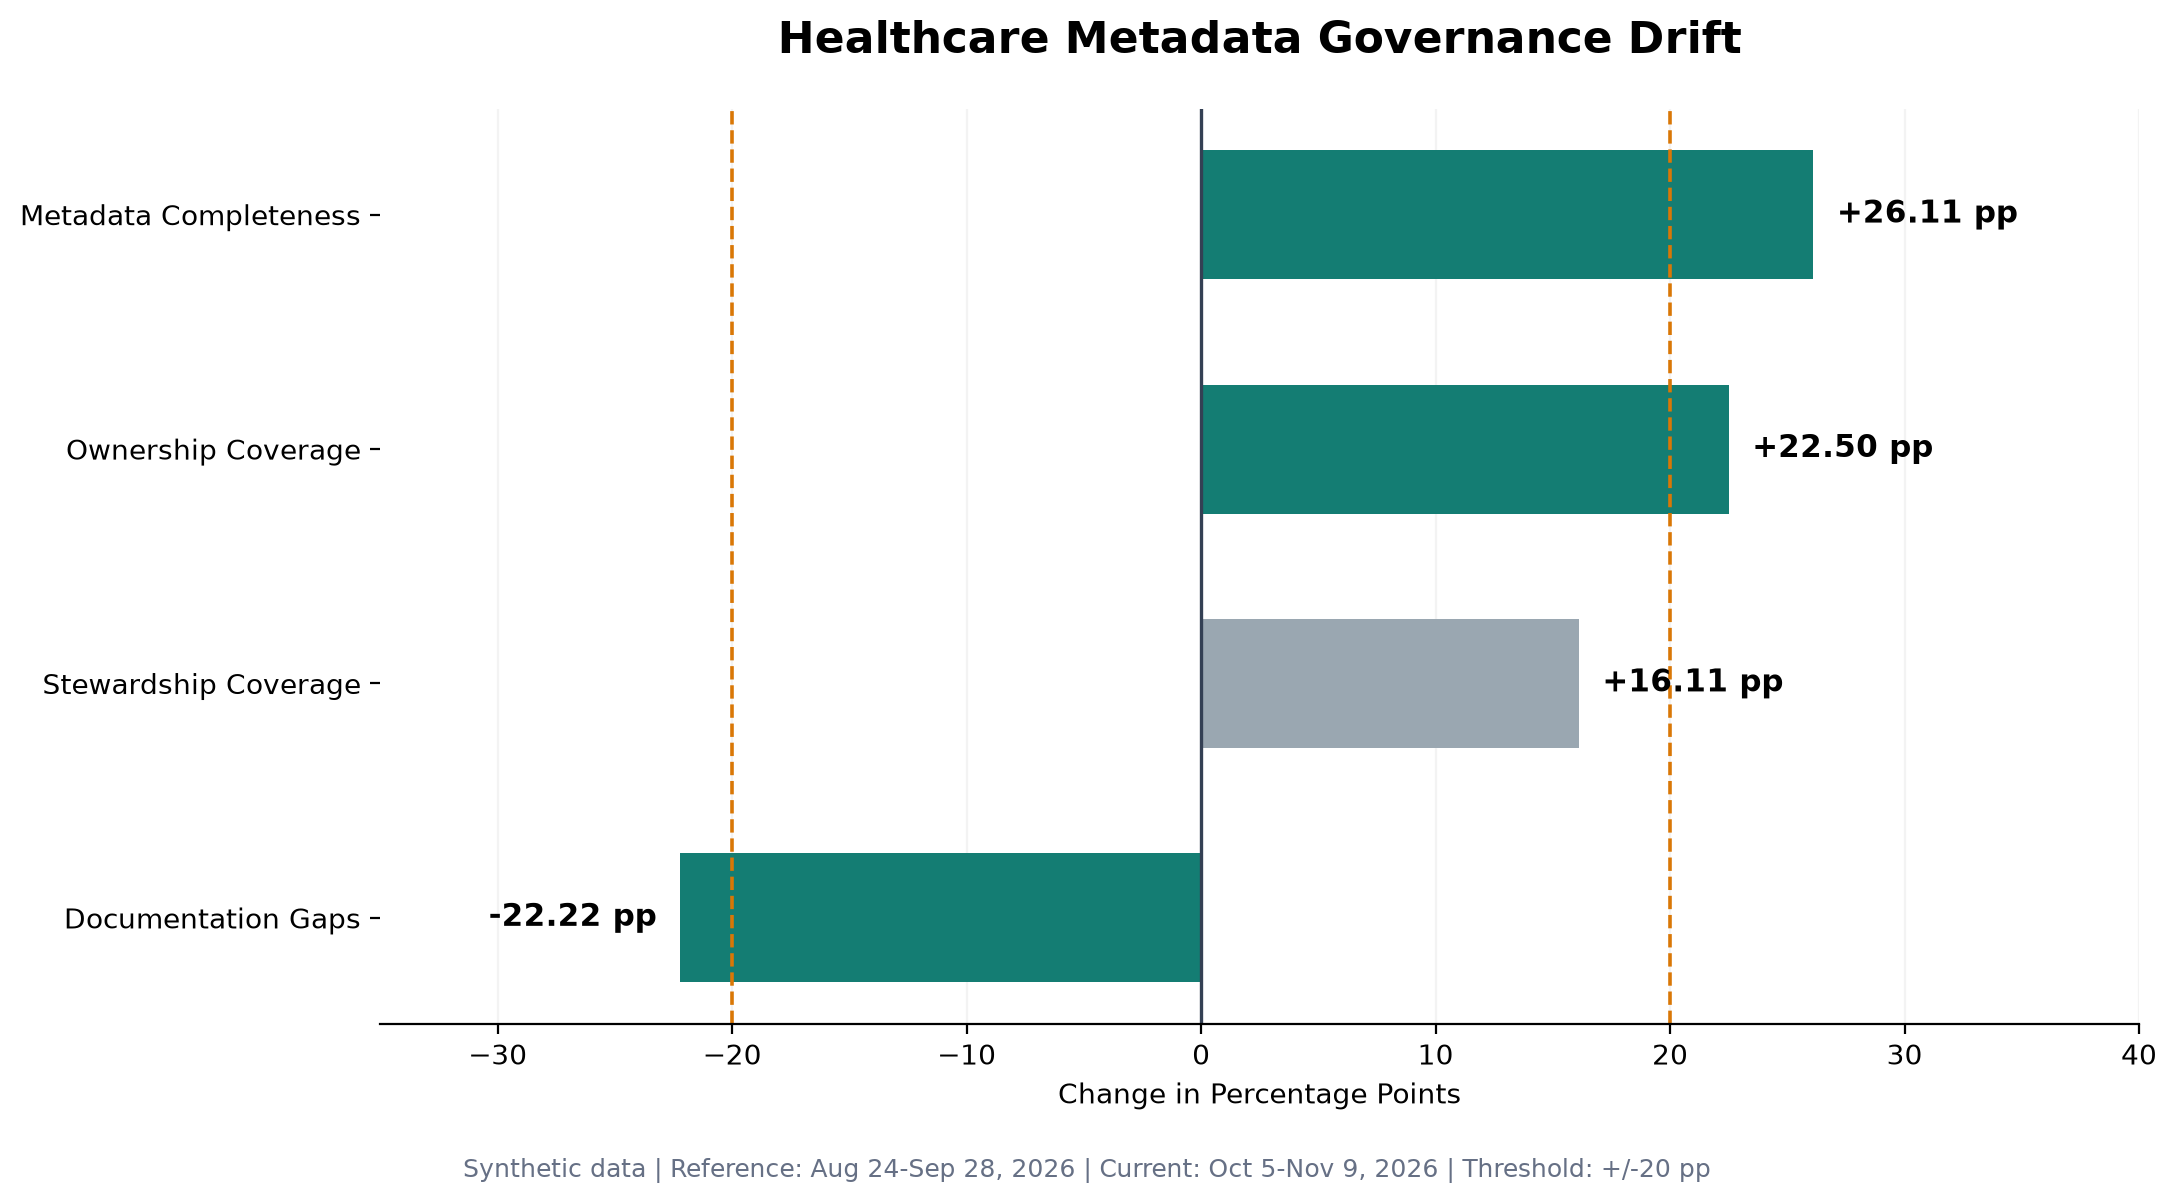 Healthcare Metadata Governance Drift
Metadata Completeness
+26.11 pp
Ownership Coverage
+22.50 pp
Stewardship Coverage
+16.11 pp
Documentation Gaps
-22.22 pp
−30 −20 −10 0 10 20 30 40
Change in Percentage Points
Synthetic data | Reference: Aug 24-Sep 28, 2026 | Current: Oct 5-Nov 9, 2026 | Threshold: +/-20 pp